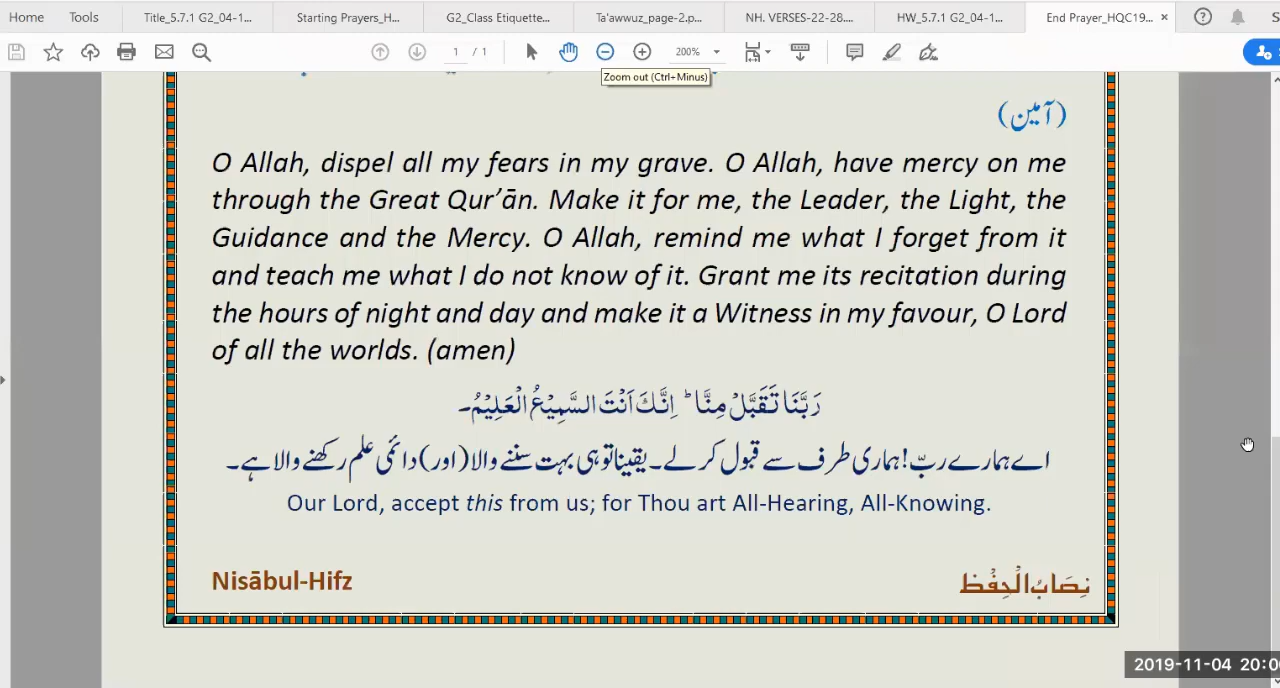 Home Tools Title_5.7.1 G2_04-1... Starting Prayers_H... G2_Class Etiquette... Ta'awwuz_page-2.p... NH. VERSES-22-28.... HW_5.7.1 G2_04-1... End Prayer_HQC19... ×
1 / 1 200%
Zoom out (Ctrl+Minus)
(آمین)
O Allah, dispel all my fears in my grave. O Allah, have mercy on me
through the Great Qur’ān. Make it for me, the Leader, the Light, the
Guidance and the Mercy. O Allah, remind me what I forget from it
and teach me what I do not know of it. Grant me its recitation during
the hours of night and day and make it a Witness in my favour, O Lord
of all the worlds. (amen)
رَبَّنَا تَقَبَّلْ مِنَّا ؕ اِنَّكَ اَنْتَ السَّمِيْعُ الْعَلِيْمُ۔
اے ہمارے ربّ! ہماری طرف سے قبول کر لے۔ یقیناً تو ہی بہت سننے والا (اور) دائمی علم رکھنے والا ہے۔
Our Lord, accept this from us; for Thou art All-Hearing, All-Knowing.
Nisābul-Hifz
نِصَابُ الْحِفْظ
2019-11-04 20:0